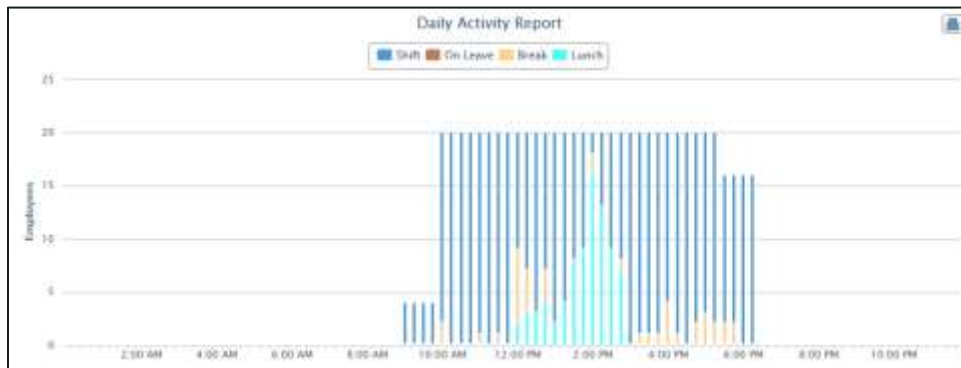 Daily Activity Report
Shift On Leave Break Lunch
25
20
15
10
5
0
Employees
2:00 AM 4:00 AM 6:00 AM 8:00 AM 10:00 AM 12:00 PM 2:00 PM 4:00 PM 6:00 PM 8:00 PM 10:00 PM